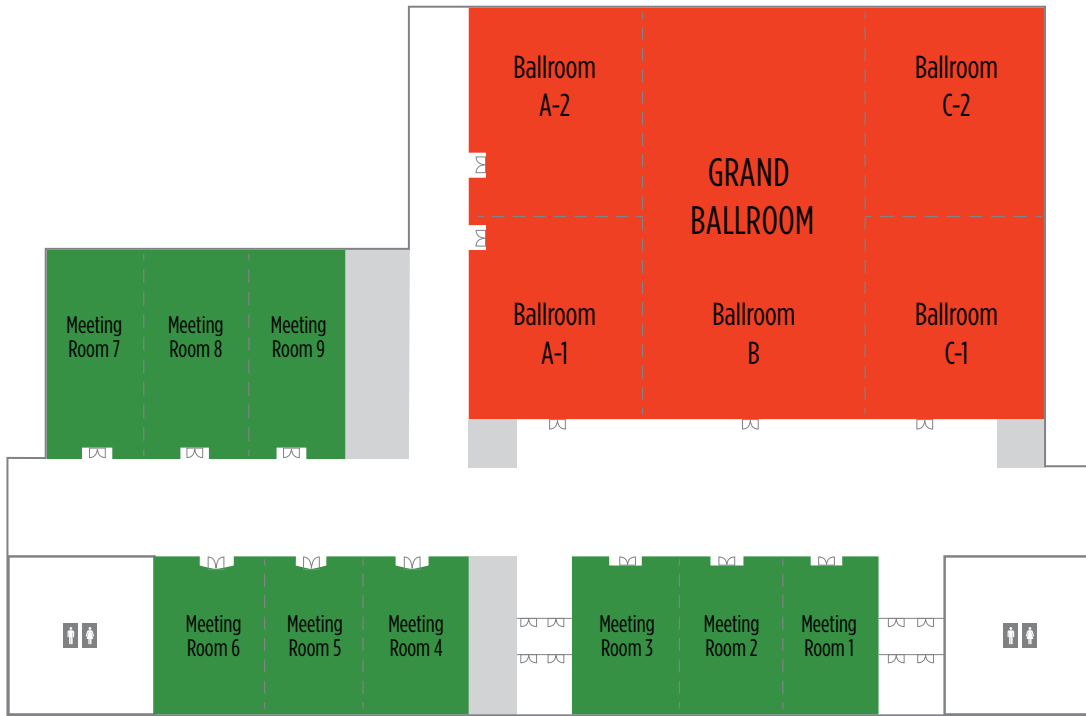 Ballroom
A-2
Ballroom
C-2
GRAND
BALLROOM
Ballroom
A-1
Ballroom
B
Ballroom
C-1
Meeting
Room 7
Meeting
Room 8
Meeting
Room 9
Meeting
Room 6
Meeting
Room 5
Meeting
Room 4
Meeting
Room 3
Meeting
Room 2
Meeting
Room 1